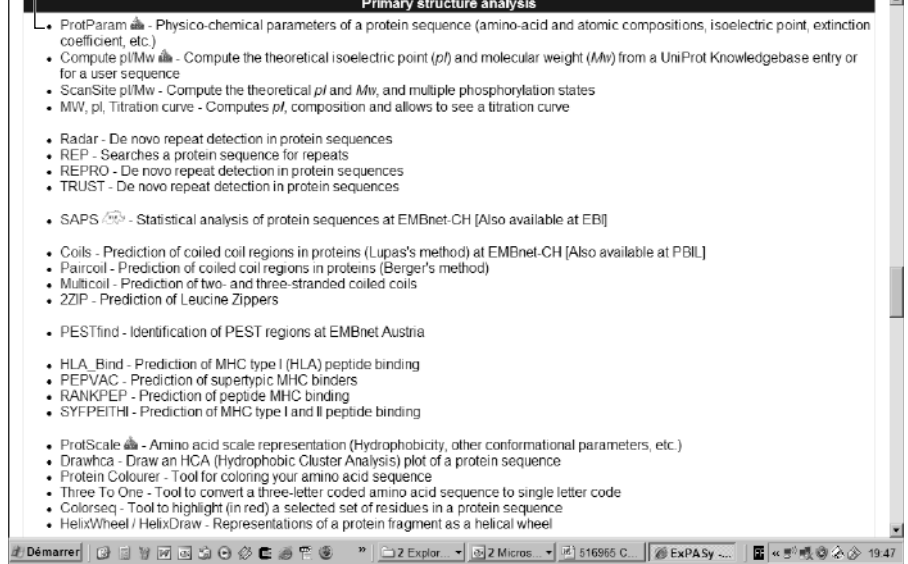 Primary structure analysis
• ProtParam - Physico-chemical parameters of a protein sequence (amino-acid and atomic compositions, isoelectric point, extinction
coefficient, etc.)
• Compute pI/Mw - Compute the theoretical isoelectric point (pI) and molecular weight (Mw) from a UniProt Knowledgebase entry or
for a user sequence
• ScanSite pI/Mw - Compute the theoretical pI and Mw, and multiple phosphorylation states
• MW, pI, Titration curve - Computes pI, composition and allows to see a titration curve
• Radar - De novo repeat detection in protein sequences
• REP - Searches a protein sequence for repeats
• REPRO - De novo repeat detection in protein sequences
• TRUST - De novo repeat detection in protein sequences
• SAPS - Statistical analysis of protein sequences at EMBnet-CH [Also available at EBI]
• Coils - Prediction of coiled coil regions in proteins (Lupas's method) at EMBnet-CH [Also available at PBIL]
• Paircoil - Prediction of coiled coil regions in proteins (Berger's method)
• Multicoil - Prediction of two- and three-stranded coiled coils
• 2ZIP - Prediction of Leucine Zippers
• PESTfind - Identification of PEST regions at EMBnet Austria
• HLA_Bind - Prediction of MHC type I (HLA) peptide binding
• PEPVAC - Prediction of supertypic MHC binders
• RANKPEP - Prediction of peptide MHC binding
• SYFPEITHI - Prediction of MHC type I and II peptide binding
• ProtScale - Amino acid scale representation (Hydrophobicity, other conformational parameters, etc.)
• Drawhca - Draw an HCA (Hydrophobic Cluster Analysis) plot of a protein sequence
• Protein Colourer - Tool for coloring your amino acid sequence
• Three To One - Tool to convert a three-letter coded amino acid sequence to single letter code
• Colorseq - Tool to highlight (in red) a selected set of residues in a protein sequence
• HelixWheel / HelixDraw - Representations of a protein fragment as a helical wheel
Démarrer » 2 Explor... 2 Micros... 516965 C... ExPASy -... « 19:47